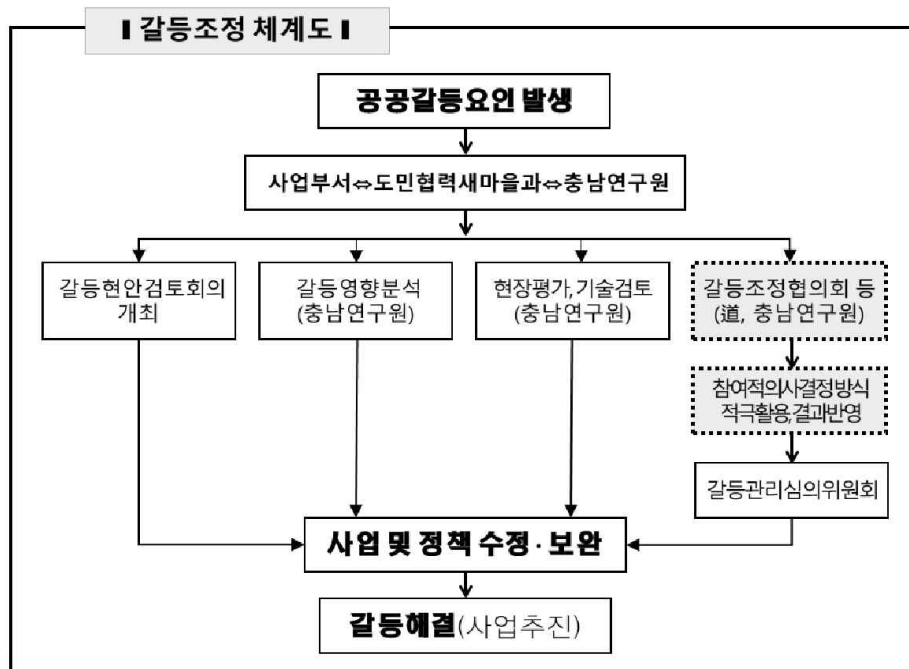 ▮ 갈등조정 체계도 ▮
공공갈등요인 발생
사업부서⇔도민협력새마을과⇔충남연구원
갈등현안검토회의
개최
갈등영향분석
(충남연구원)
현장평가, 기술검토
(충남연구원)
갈등조정협의회 등
(道, 충남연구원)
참여적의사결정방식
적극활용,결과반영
갈등관리심의위원회
사업 및 정책 수정 · 보완
갈등해결(사업추진)